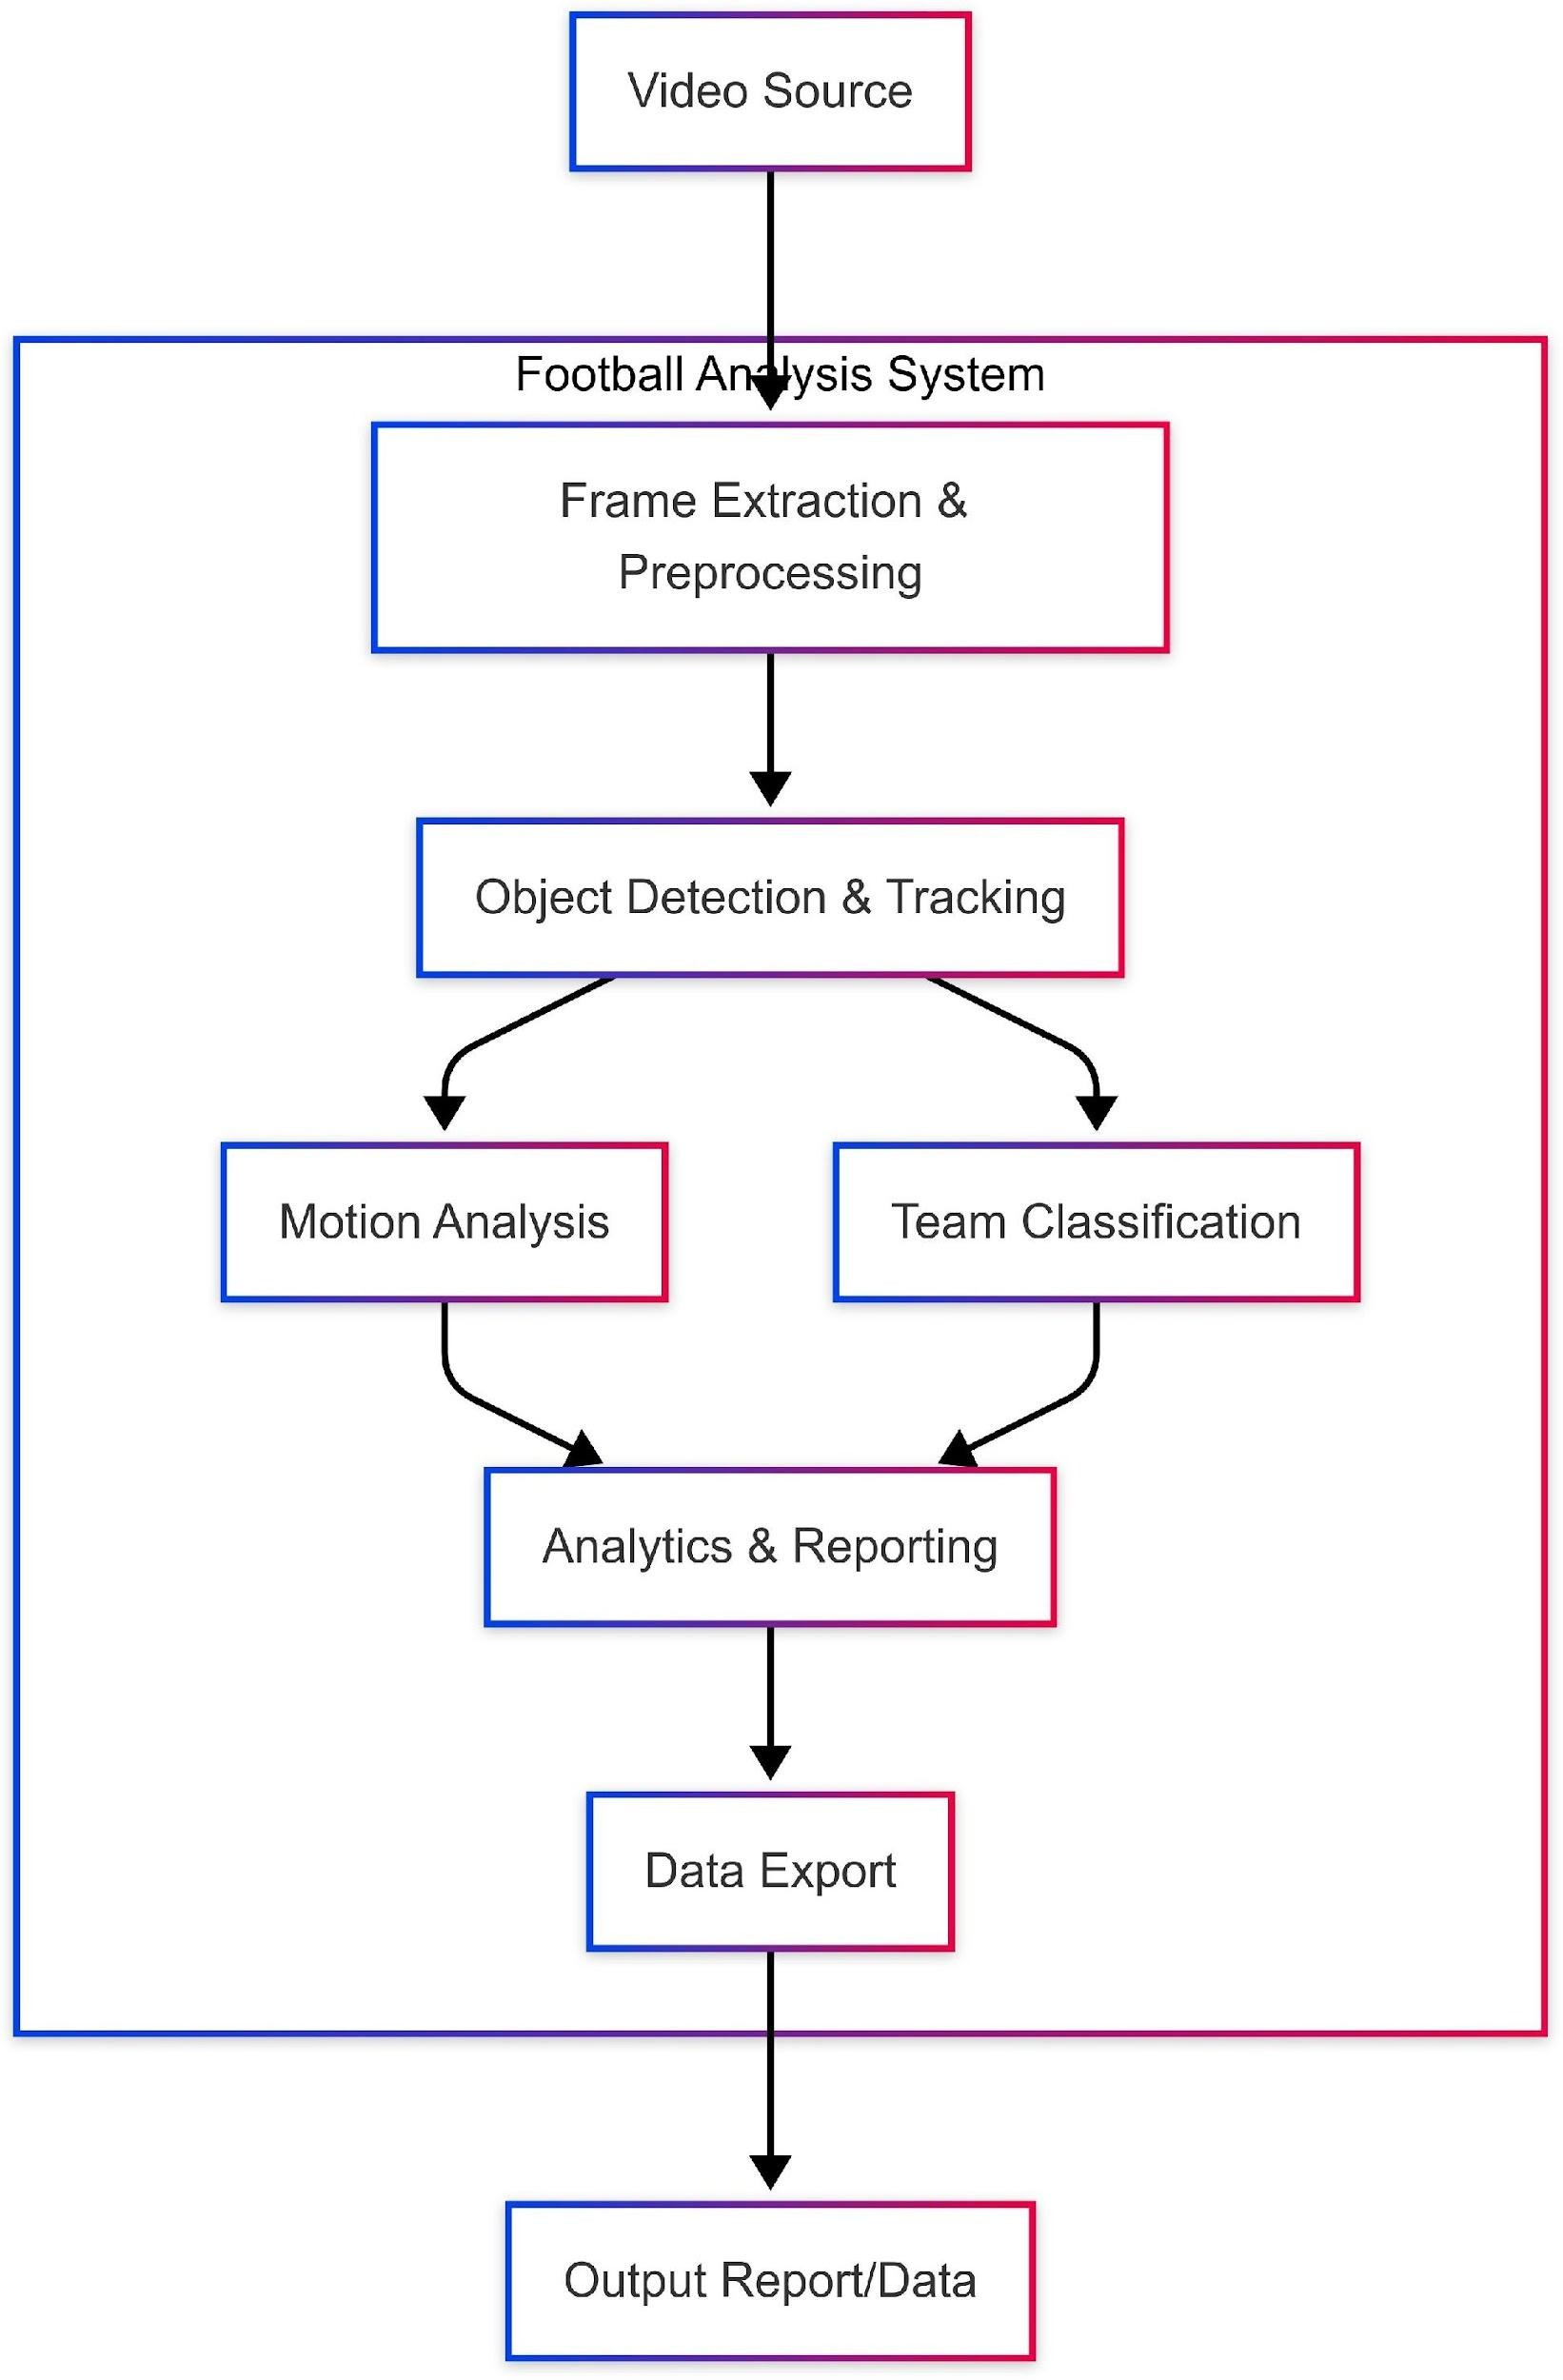 Video Source
Football Analysis System
Frame Extraction &
Preprocessing
Object Detection & Tracking
Motion Analysis
Team Classification
Analytics & Reporting
Data Export
Output Report/Data